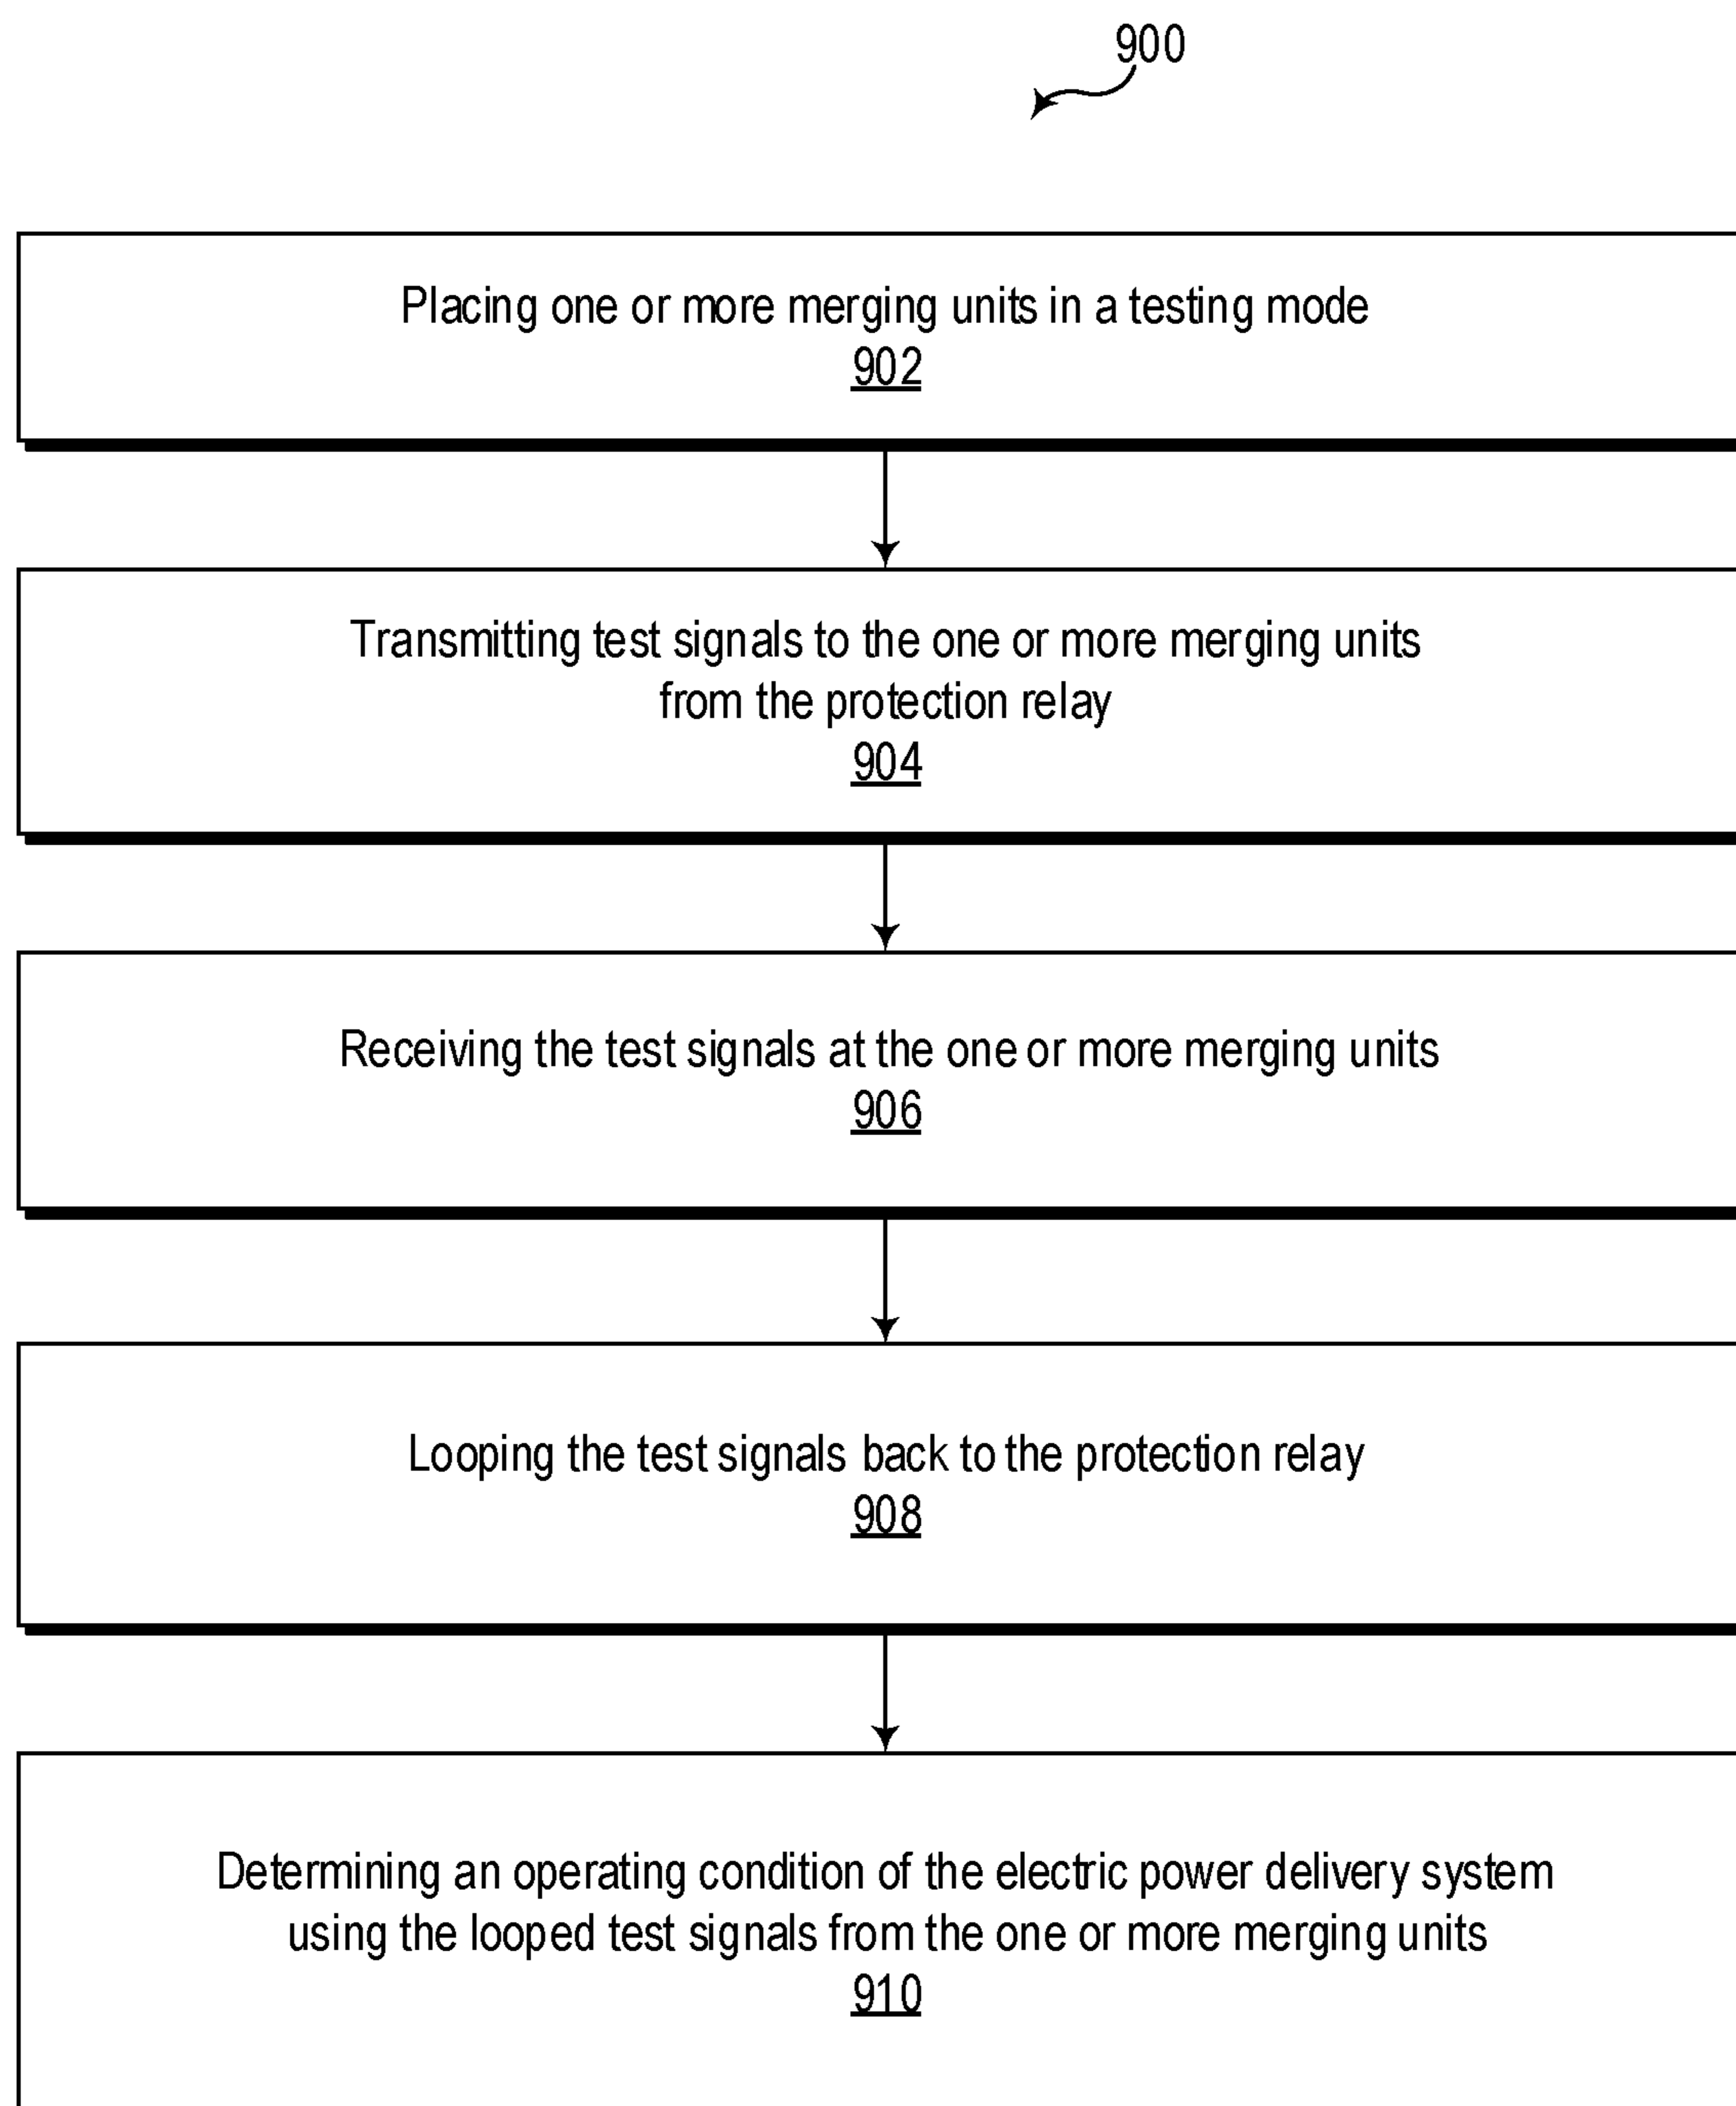 900
Placing one or more merging units in a testing mode
902
Transmitting test signals to the one or more merging units
from the protection relay
904
Receiving the test signals at the one or more merging units
906
Looping the test signals back to the protection relay
908
Determining an operating condition of the electric power delivery system
using the looped test signals from the one or more merging units
910